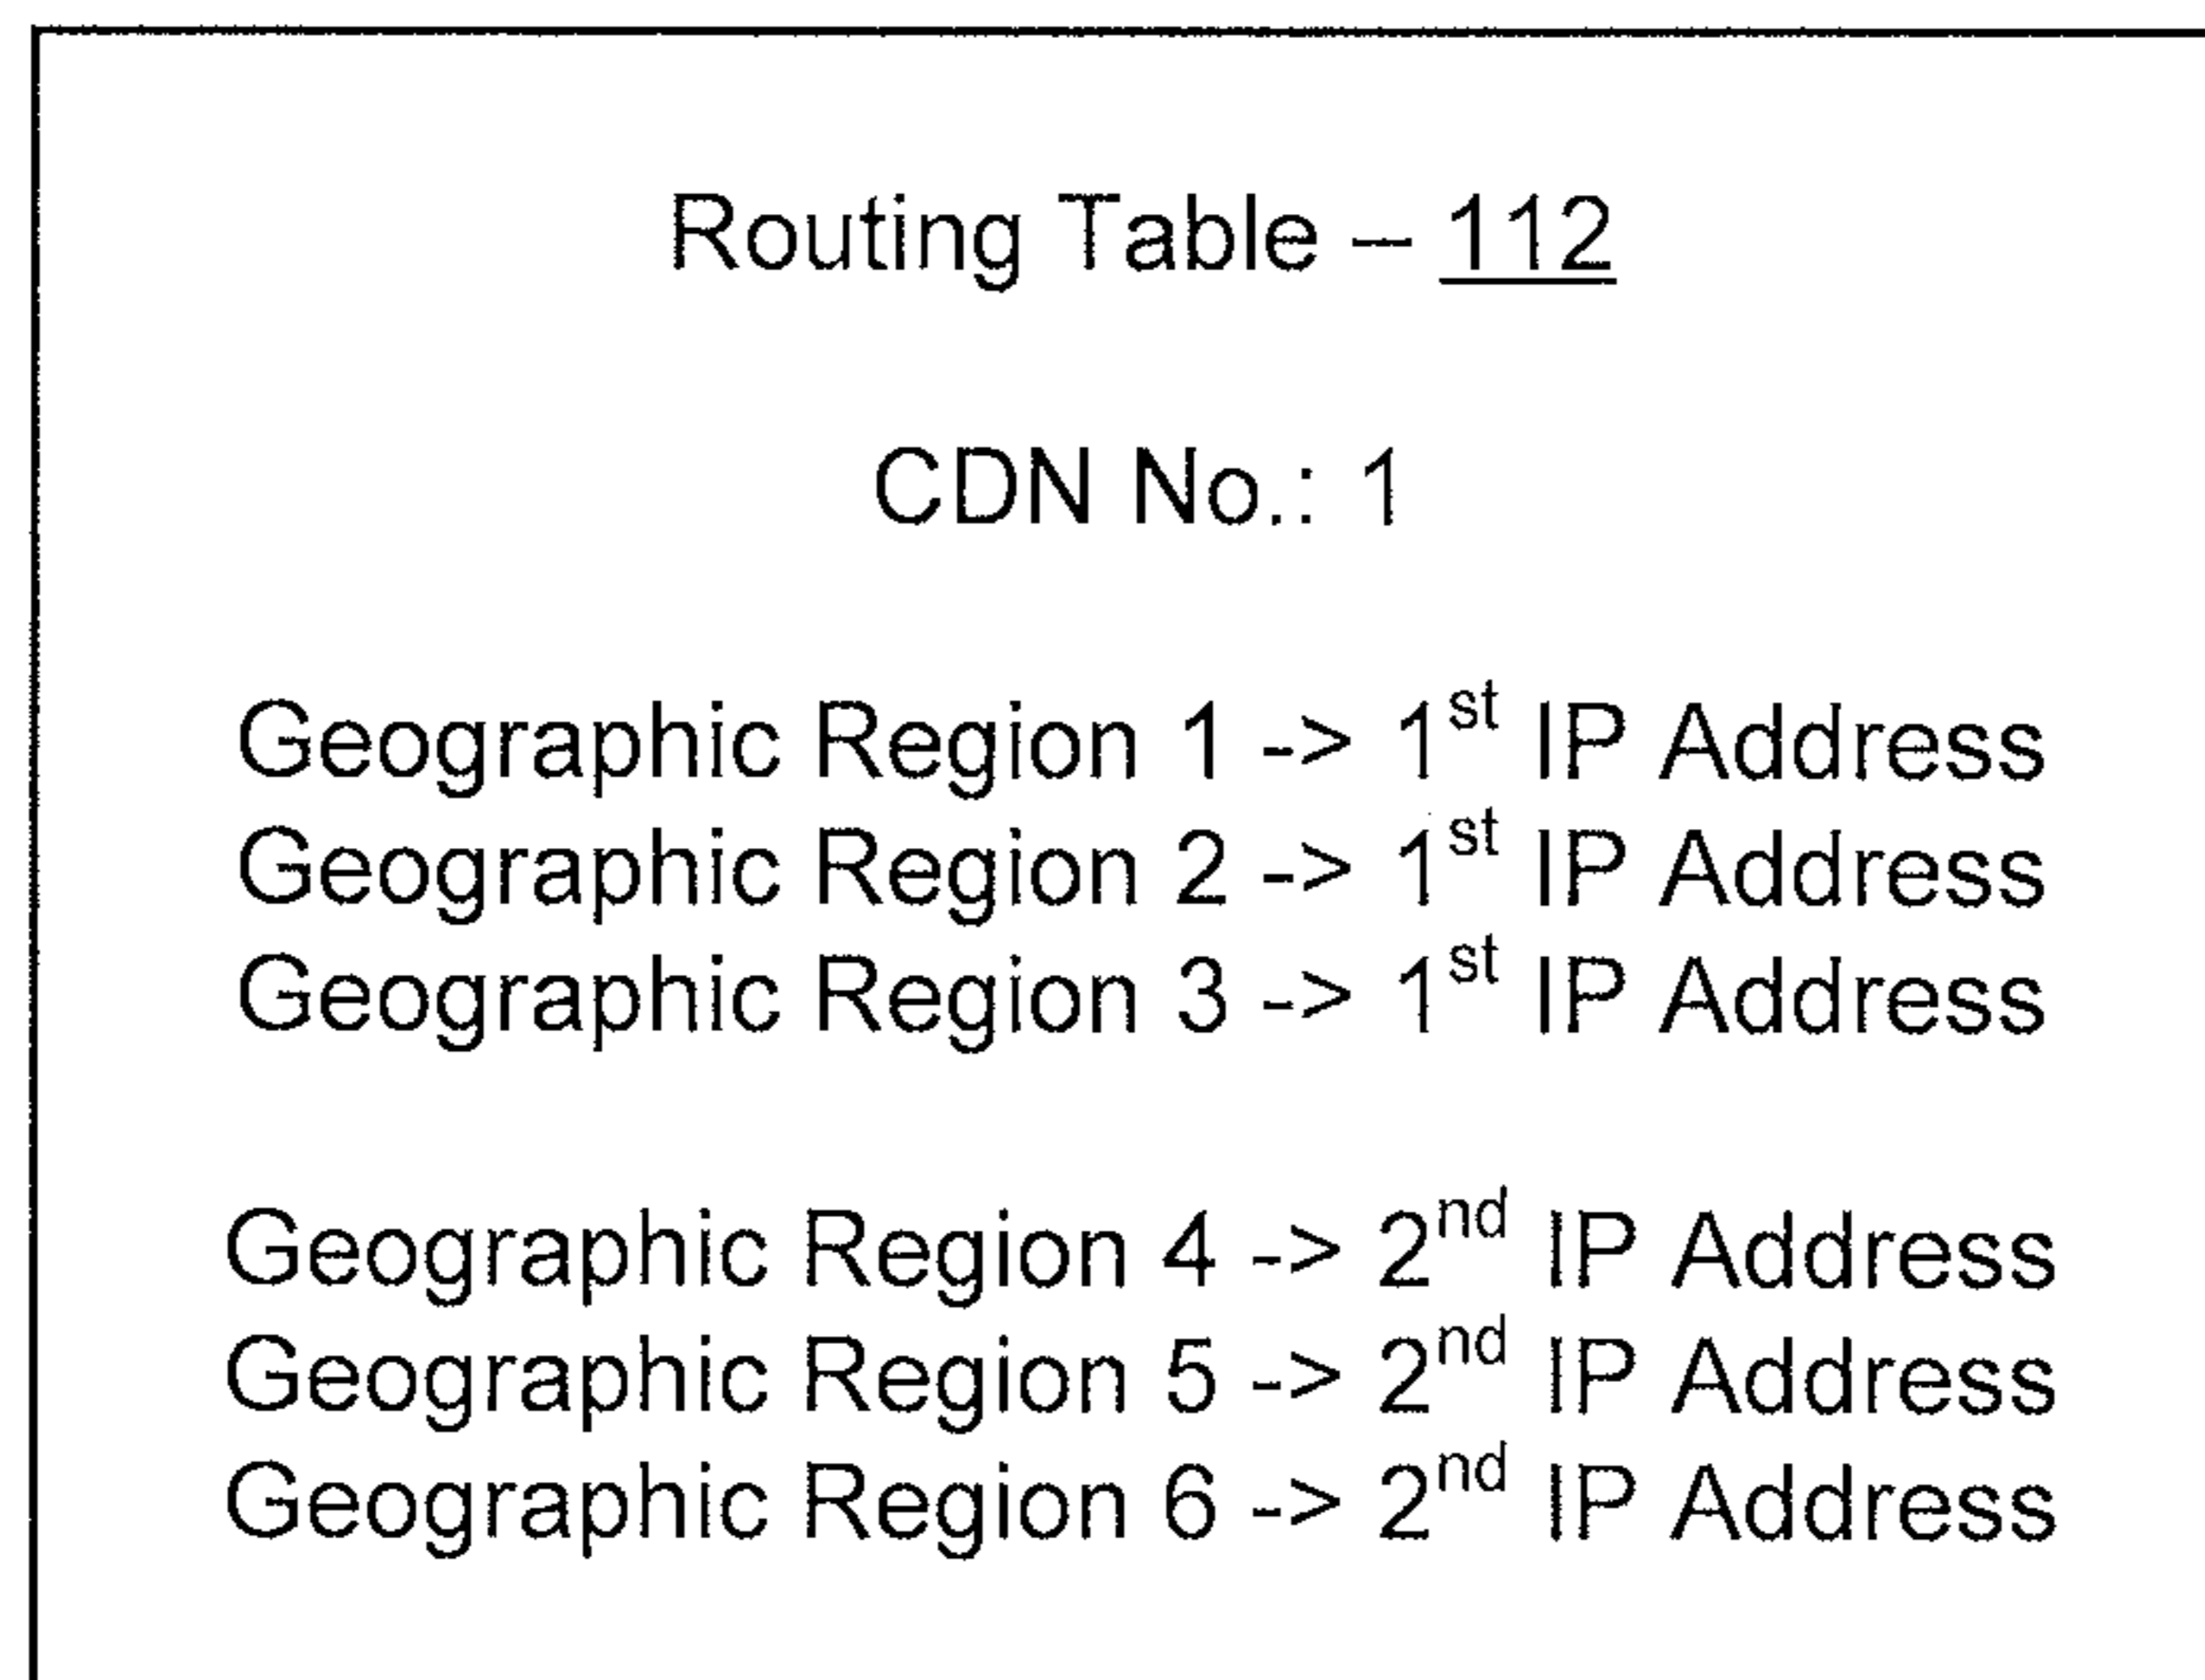 Routing Table – 112
CDN No.: 1
Geographic Region 1 -> 1st IP Address
Geographic Region 2 -> 1st IP Address
Geographic Region 3 -> 1st IP Address
Geographic Region 4 -> 2nd IP Address
Geographic Region 5 -> 2nd IP Address
Geographic Region 6 -> 2nd IP Address